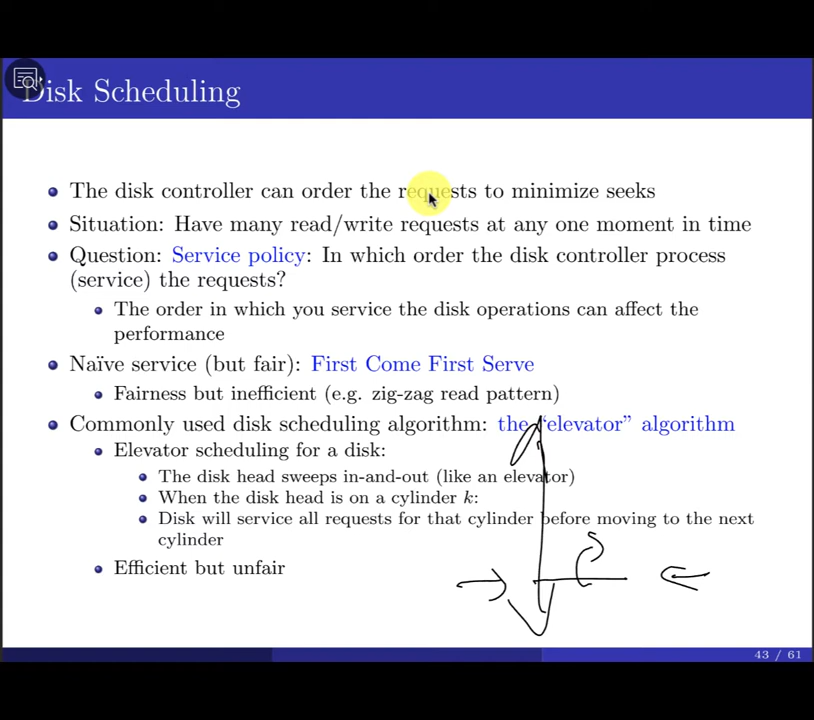 Disk Scheduling
The disk controller can order the requests to minimize seeks
Situation: Have many read/write requests at any one moment in time
Question: Service policy: In which order the disk controller process
(service) the requests?
The order in which you service the disk operations can affect the
performance
Naïve service (but fair): First Come First Serve
Fairness but inefficient (e.g. zig-zag read pattern)
Commonly used disk scheduling algorithm: the "elevator" algorithm
Elevator scheduling for a disk:
The disk head sweeps in-and-out (like an elevator)
When the disk head is on a cylinder k:
Disk will service all requests for that cylinder before moving to the next
cylinder
Efficient but unfair
43 / 61